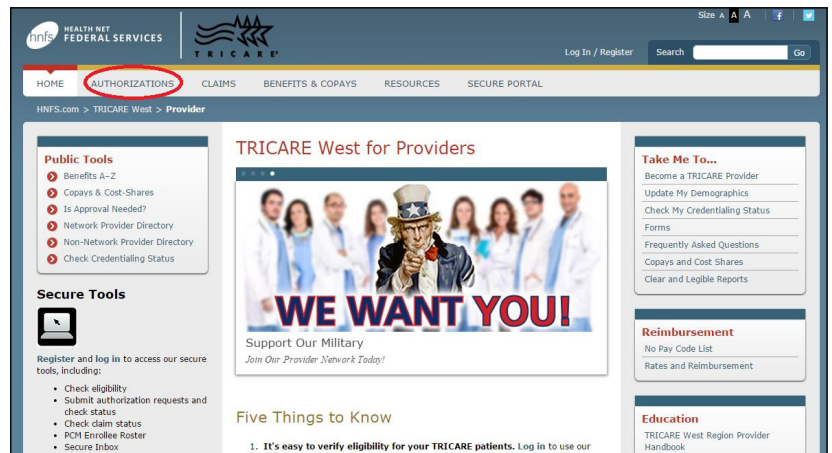 Size A A A
hnfs HEALTH NET
FEDERAL SERVICES
TRICARE
Log In / Register
Search
Go
HOME
AUTHORIZATIONS
CLAIMS
BENEFITS & COPAYS
RESOURCES
SECURE PORTAL
HNFS.com > TRICARE West > Provider
Public Tools
Benefits A–Z
Copays & Cost-Shares
Is Approval Needed?
Network Provider Directory
Non-Network Provider Directory
Check Credentialing Status
Secure Tools
Register and log in to access our secure
tools, including:
• Check eligibility
• Submit authorization requests and
check status
• Check claim status
• PCM Enrollee Roster
• Secure Inbox
TRICARE West for Providers
WE WANT YOU!
Support Our Military
Join Our Provider Network Today!
Five Things to Know
1. It's easy to verify eligibility for your TRICARE patients. Log in to use our
Take Me To...
Become a TRICARE Provider
Update My Demographics
Check My Credentialing Status
Forms
Frequently Asked Questions
Copays and Cost Shares
Clear and Legible Reports
Reimbursement
No Pay Code List
Rates and Reimbursement
Education
TRICARE West Region Provider
Handbook